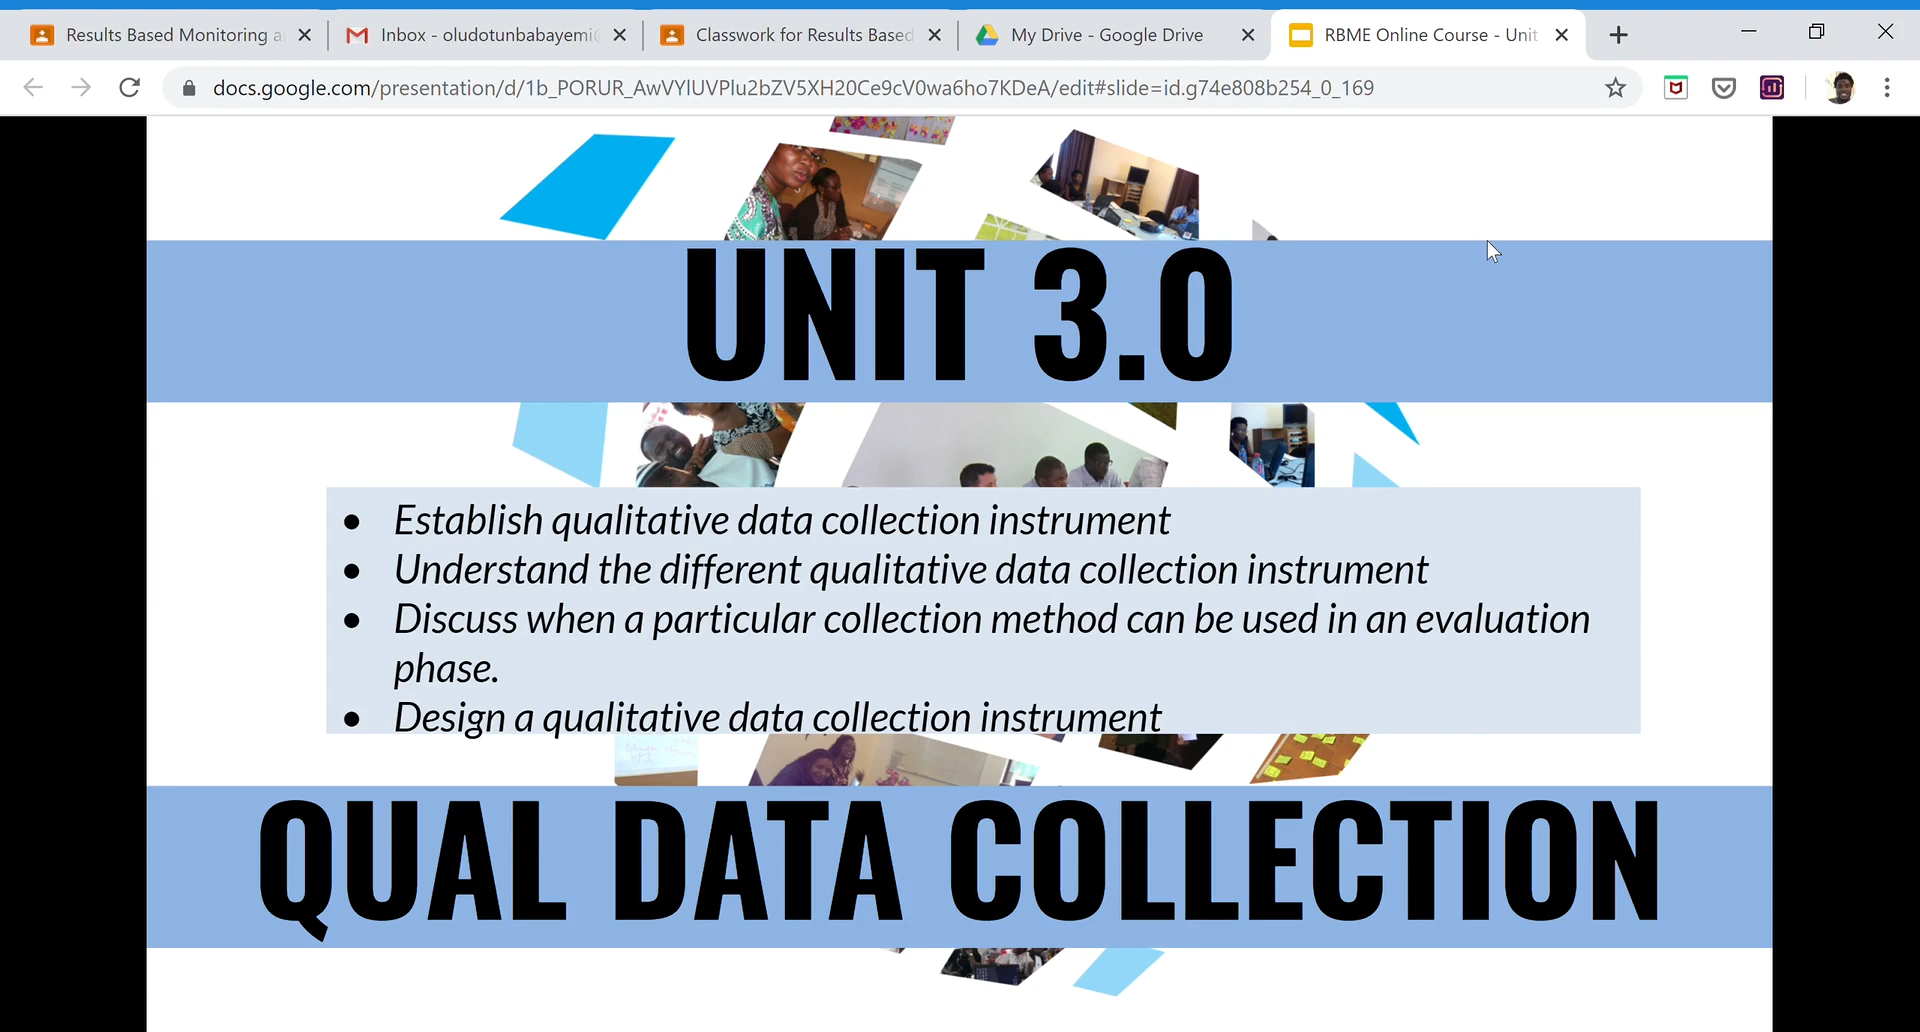 Results Based Monitoring a
Inbox - oludotunbabayemi@
Classwork for Results Based
My Drive - Google Drive
RBME Online Course - Unit
docs.google.com/presentation/d/1b_PORUR_AwVYlUVPlu2bZV5XH20Ce9cV0wa6ho7KDeA/edit#slide=id.g74e808b254_0_169
UNIT 3.0
• Establish qualitative data collection instrument
• Understand the different qualitative data collection instrument
• Discuss when a particular collection method can be used in an evaluation
phase.
• Design a qualitative data collection instrument
QUAL DATA COLLECTION